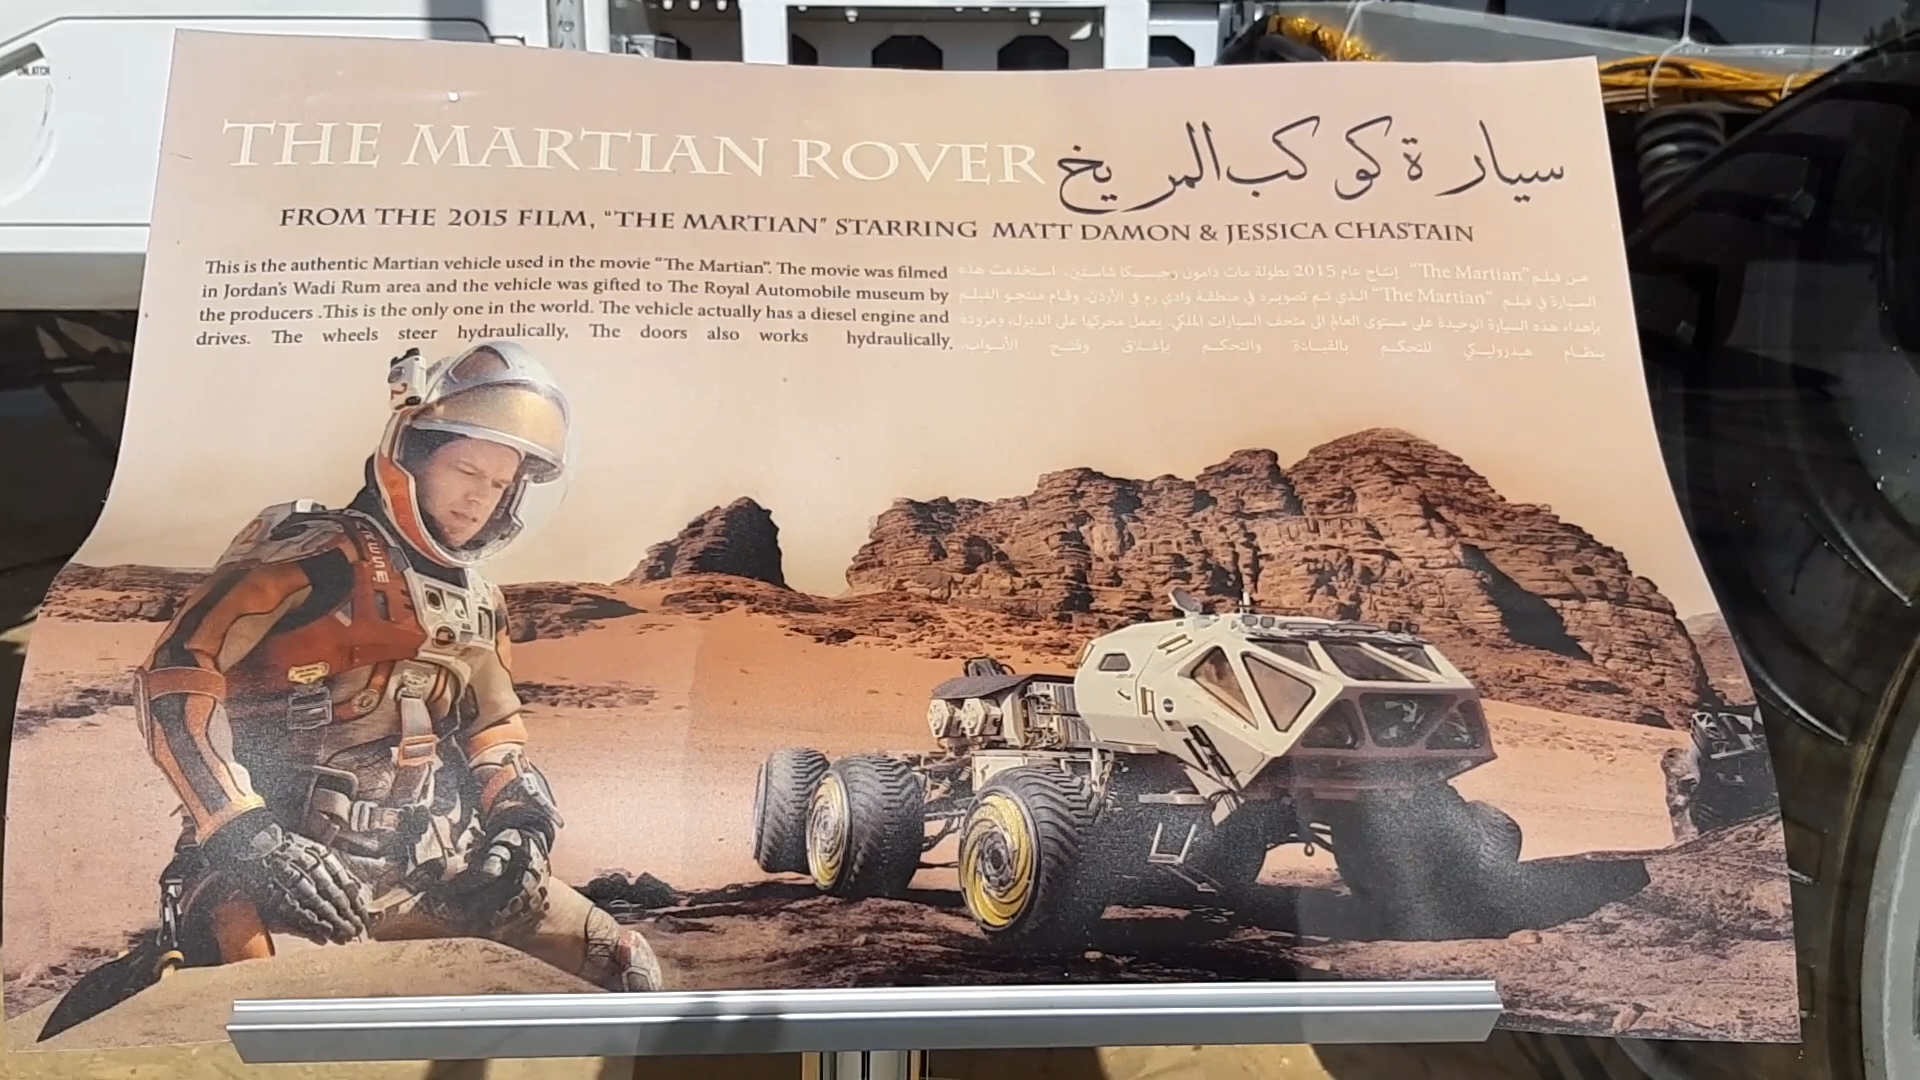 THE MARTIAN ROVER سيارة كوكب المريخ
FROM THE 2015 FILM, "THE MARTIAN" STARRING MATT DAMON & JESSICA CHASTAIN
This is the authentic Martian vehicle used in the movie "The Martian". The movie was filmed
in Jordan's Wadi Rum area and the vehicle was gifted to The Royal Automobile museum by
the producers .This is the only one in the world. The vehicle actually has a diesel engine and
drives. The wheels steer hydraulically, The doors also works hydraulically.
من فيلم "The Martian" إنتاج عام 2015 بطولة مات دامون وجيسيكا شاستين. استخدمت هذه
السيارة في فيلم "The Martian" الذي تم تصويره في منطقة وادي رم في الأردن، وقام منتجو الفيلم
بإهداء هذه السيارة الوحيدة على مستوى العالم الى متحف السيارات الملكي. يعمل محركها على الديزل، ومزودة
بنظام هيدروليكي للتحكم بالقيادة والتحكم بإغلاق وفتح الأبواب.